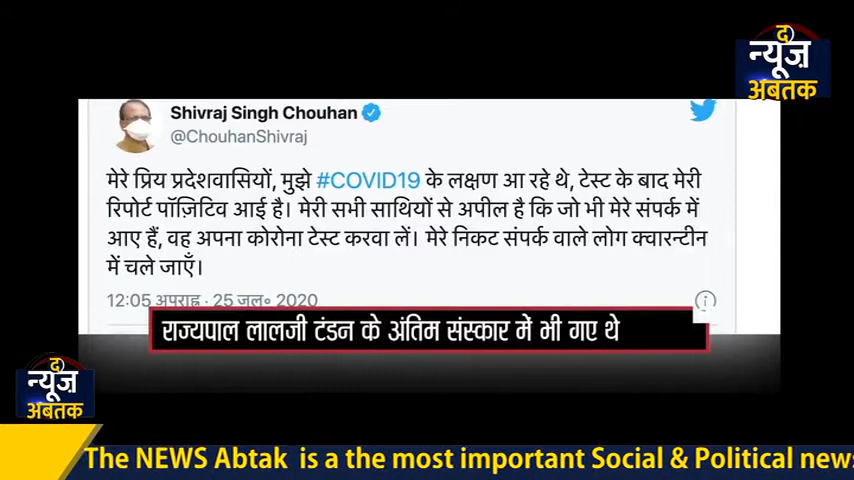 द
न्यूज़
अबतक
Shivraj Singh Chouhan
@ChouhanShivraj
मेरे प्रिय प्रदेशवासियों, मुझे #COVID19 के लक्षण आ रहे थे, टेस्ट के बाद मेरी
रिपोर्ट पॉज़िटिव आई है। मेरी सभी साथियों से अपील है कि जो भी मेरे संपर्क में
आए हैं, वह अपना कोरोना टेस्ट करवा लें। मेरे निकट संपर्क वाले लोग क्वारन्टीन
में चले जाएँ।
12:05 अपराह्न · 25 जुल॰ 2020
राज्यपाल लालजी टंडन के अंतिम संस्कार में भी गए थे
द
न्यूज़
अबतक
The NEWS Abtak is a the most important Social & Political news